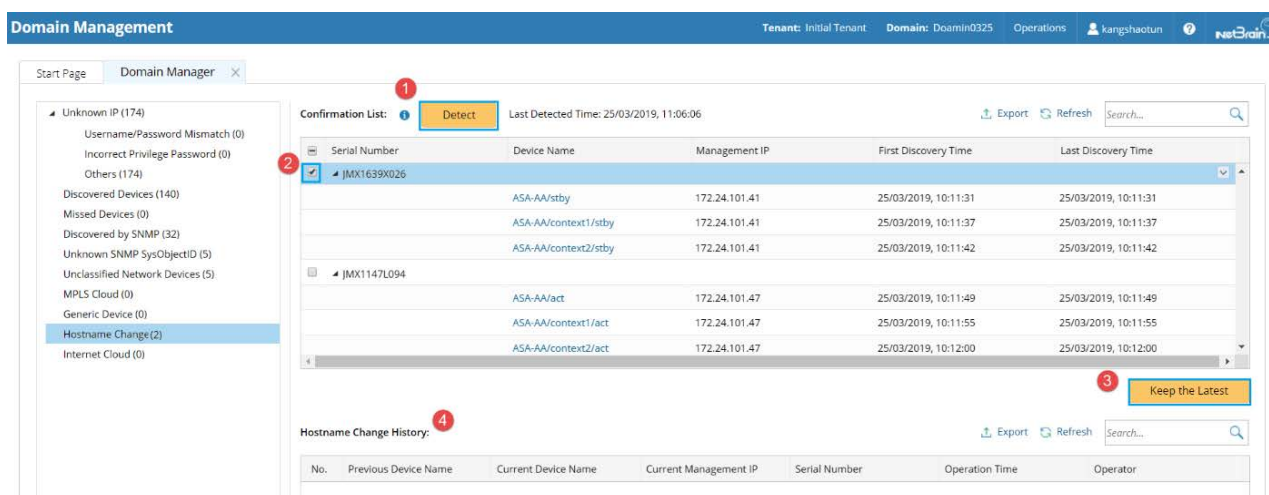 Domain Management
Tenant: Initial Tenant Domain: Doamin0325 Operations kangshaotun ? NetBrain.
Start Page Domain Manager ×
1
Unknown IP (174)
Username/Password Mismatch (0)
Incorrect Privilege Password (0)
Others (174)
Discovered Devices (140)
Missed Devices (0)
Discovered by SNMP (32)
Unknown SNMP SysObjectID (5)
Unclassified Network Devices (5)
MPLS Cloud (0)
Generic Device (0)
Hostname Change(2)
Internet Cloud (0)
Confirmation List: i Detect Last Detected Time: 25/03/2019, 11:06:06 Export Refresh Search...
Serial Number Device Name Management IP First Discovery Time Last Discovery Time
2
JMX1639X026
ASA-AA/stby 172.24.101.41 25/03/2019, 10:11:31 25/03/2019, 10:11:31
ASA-AA/context1/stby 172.24.101.41 25/03/2019, 10:11:37 25/03/2019, 10:11:37
ASA-AA/context2/stby 172.24.101.41 25/03/2019, 10:11:42 25/03/2019, 10:11:42
JMX1147L094
ASA-AA/act 172.24.101.47 25/03/2019, 10:11:49 25/03/2019, 10:11:49
ASA-AA/context1/act 172.24.101.47 25/03/2019, 10:11:55 25/03/2019, 10:11:55
ASA-AA/context2/act 172.24.101.47 25/03/2019, 10:12:00 25/03/2019, 10:12:00
3
Keep the Latest
Hostname Change History: 4 Export Refresh Search...
No. Previous Device Name Current Device Name Current Management IP Serial Number Operation Time Operator